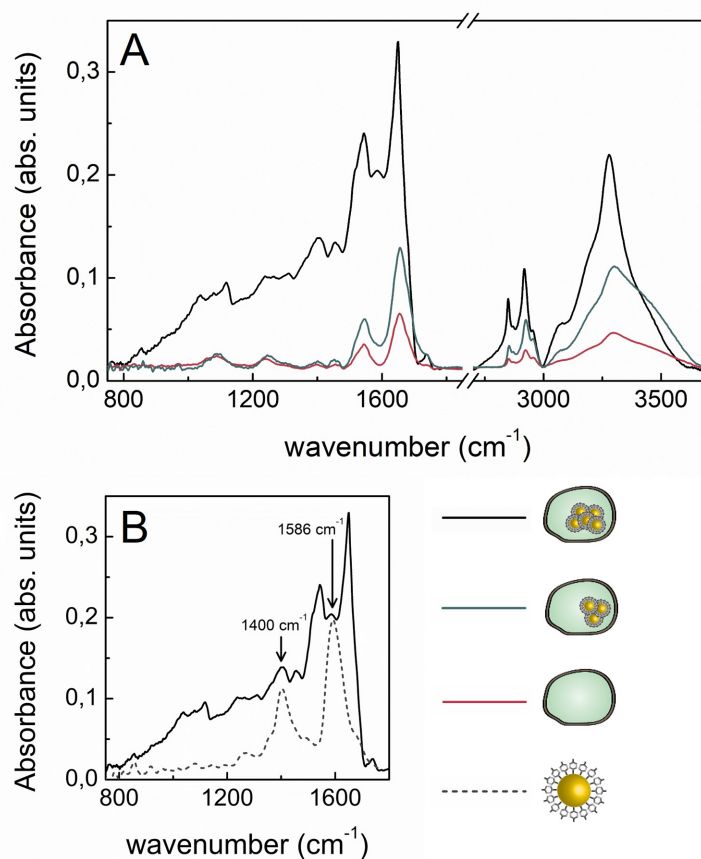 A
Absorbance (abs. units)
0,3
0,2
0,1
0,0
800 1200 1600 3000 3500
wavenumber (cm⁻¹)
B
Absorbance (abs. units)
0,3
0,2
0,1
0,0
1586 cm⁻¹
1400 cm⁻¹
800 1200 1600
wavenumber (cm⁻¹)